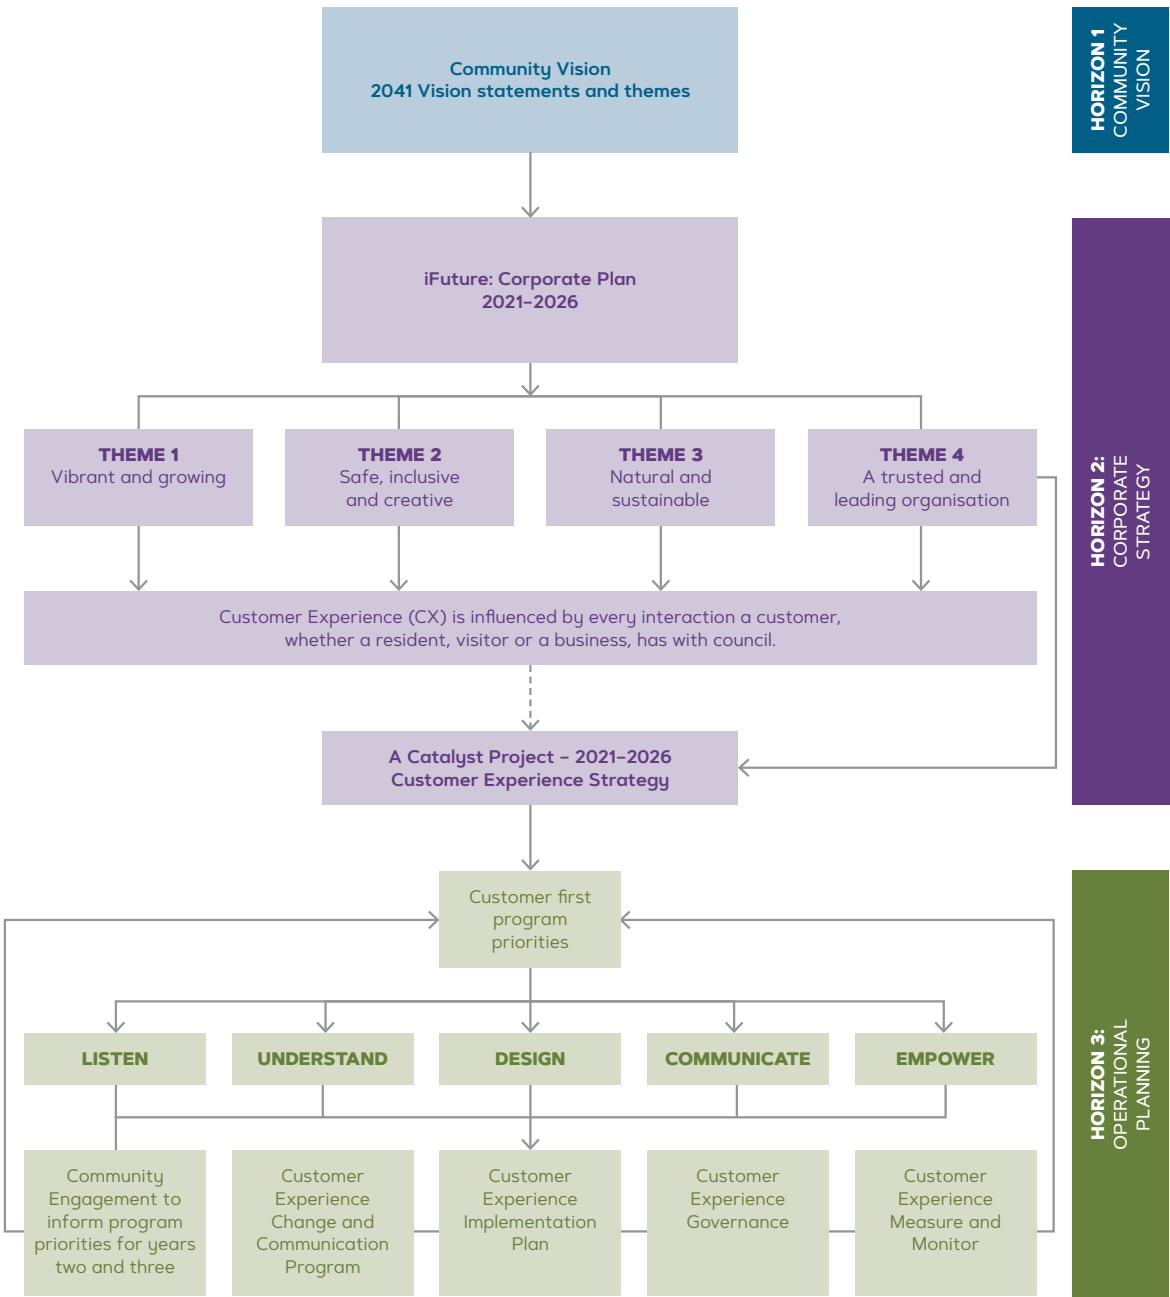 Community Vision
2041 Vision statements and themes
HORIZON 1
COMMUNITY
VISION
iFuture: Corporate Plan
2021–2026
THEME 1
Vibrant and growing
THEME 2
Safe, inclusive
and creative
THEME 3
Natural and
sustainable
THEME 4
A trusted and
leading organisation
HORIZON 2:
CORPORATE
STRATEGY
Customer Experience (CX) is influenced by every interaction a customer,
whether a resident, visitor or a business, has with council.
A Catalyst Project – 2021–2026
Customer Experience Strategy
Customer first
program
priorities
LISTEN
UNDERSTAND
DESIGN
COMMUNICATE
EMPOWER
HORIZON 3:
OPERATIONAL
PLANNING
Community
Engagement to
inform program
priorities for years
two and three
Customer
Experience
Change and
Communication
Program
Customer
Experience
Implementation
Plan
Customer
Experience
Governance
Customer
Experience
Measure and
Monitor